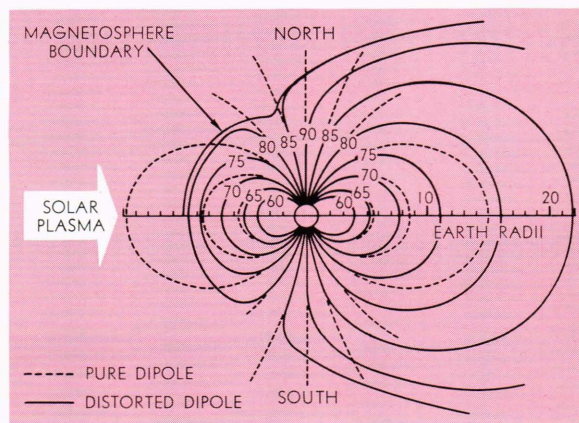 MAGNETOSPHERE
BOUNDARY
NORTH
80 85 90 85 80
75 75
70 70
65 65
60 60
SOLAR
PLASMA
10 20
EARTH RADII
PURE DIPOLE
DISTORTED DIPOLE
SOUTH